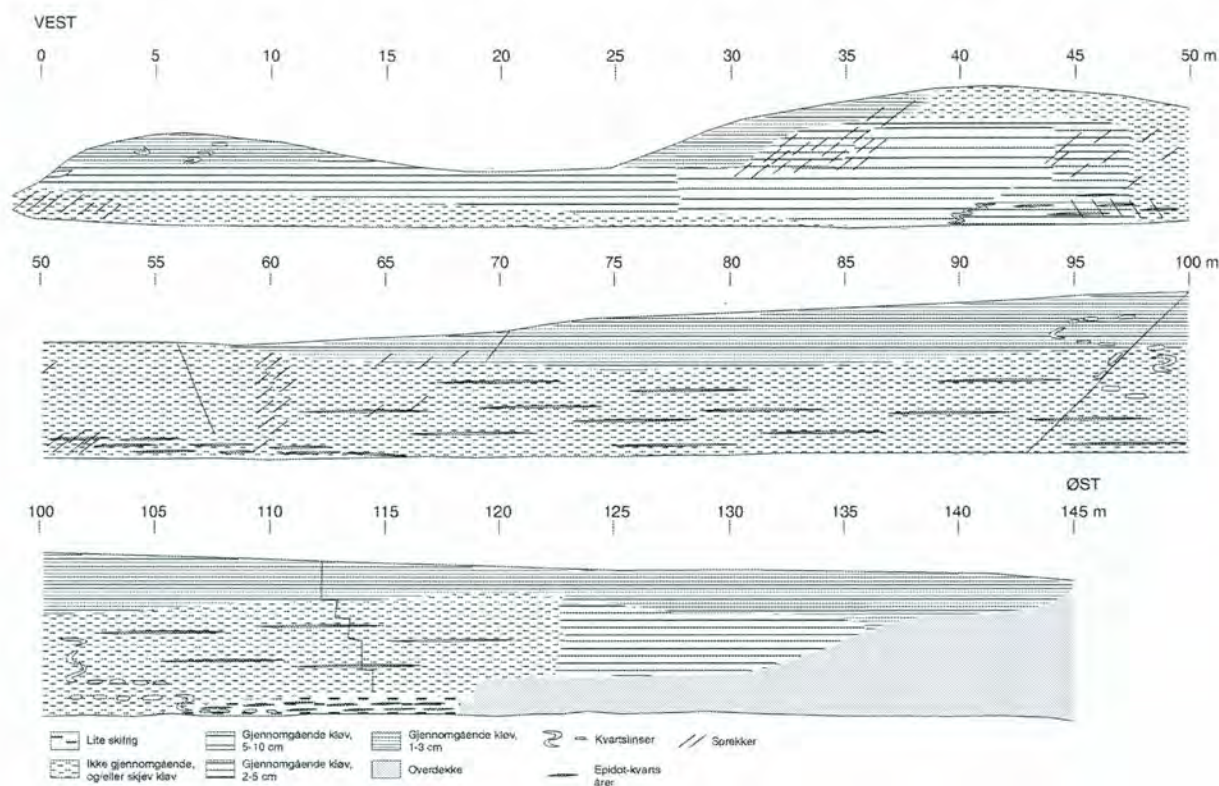 VEST
0 5 10 15 20 25 30 35 40 45 50 m
50 55 60 65 70 75 80 85 90 95 100 m
ØST
100 105 110 115 120 125 130 135 140 145 m
Lite skifrig
Gjennomgående kløv,
5-10 cm
Gjennomgående kløv,
1-3 cm
Kvartslinser
Sprekker
Ikke gjennomgående,
og/eller skjev kløv
Gjennomgående kløv,
2-5 cm
Overdekke
Epidot-kvarts
årer